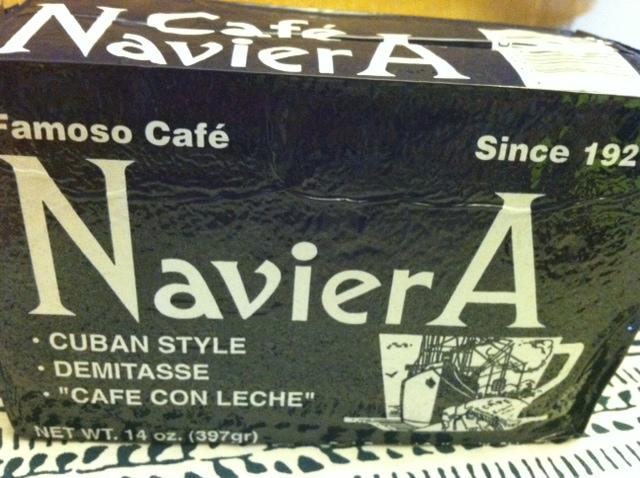 Café
NavierA
Famoso Café
Since 192
NavierA
· CUBAN STYLE
· DEMITASSE
· "CAFE CON LECHE"
NET WT. 14 oz. (397gr)